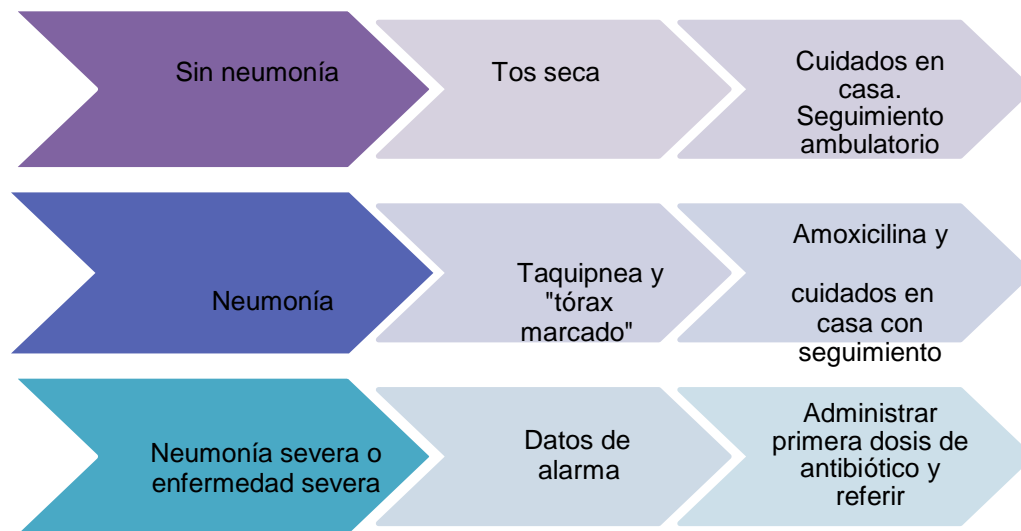 Sin neumonía
Tos seca
Cuidados en
casa.
Seguimiento
ambulatorio
Neumonía
Taquipnea y
"tórax
marcado"
Amoxicilina y
cuidados en
casa con
seguimiento
Neumonía severa o
enfermedad severa
Datos de
alarma
Administrar
primera dosis de
antibiótico y
referir